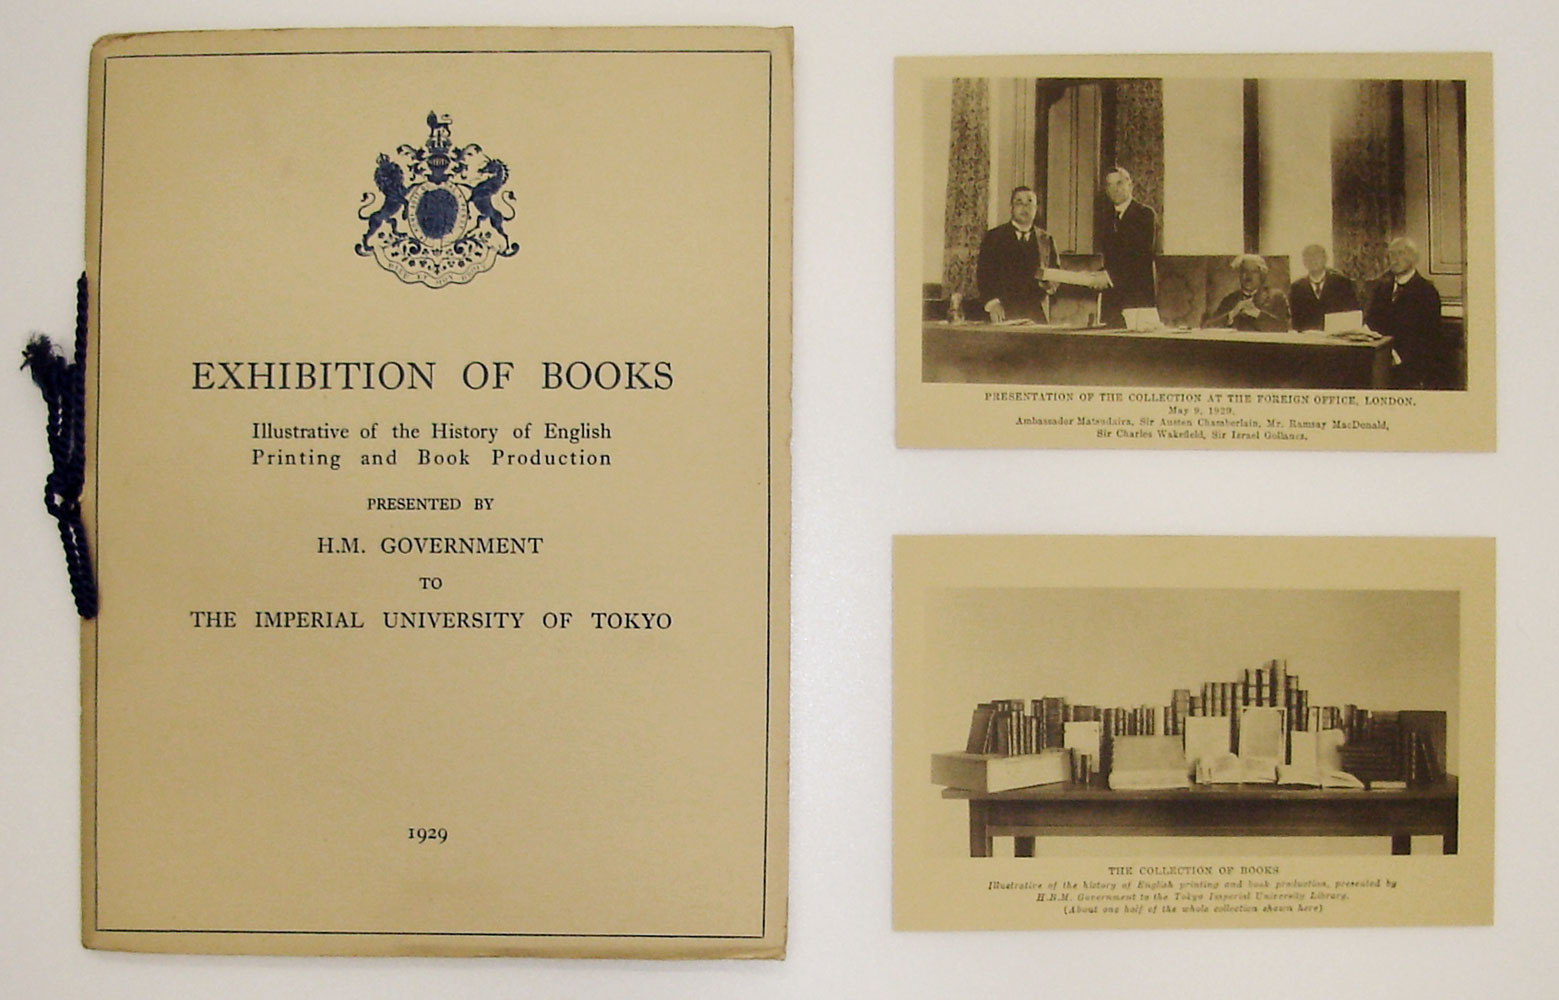 EXHIBITION OF BOOKS
Illustrative of the History of English
Printing and Book Production
PRESENTED BY
H.M. GOVERNMENT
TO
THE IMPERIAL UNIVERSITY OF TOKYO
1929
PRESENTATION OF THE COLLECTION AT THE FOREIGN OFFICE, LONDON.
May 9, 1929.
Ambassador Matsudaira, Sir Austen Chamberlain, Mr. Ramsay MacDonald,
Sir Charles Wakefield, Sir Israel Gollancz.
THE COLLECTION OF BOOKS
Illustrative of the history of English printing and book production, presented by
H.B.M. Government to the Tokyo Imperial University Library.
(About one half of the whole collection shown here)